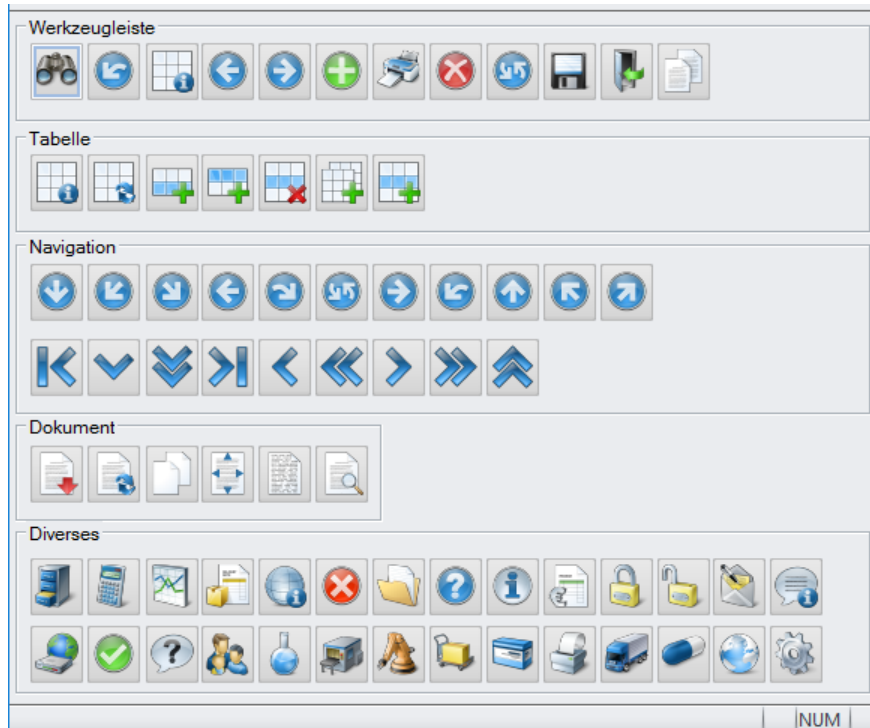 Werkzeugleiste
Tabelle
Navigation
Dokument
Diverses
NUM